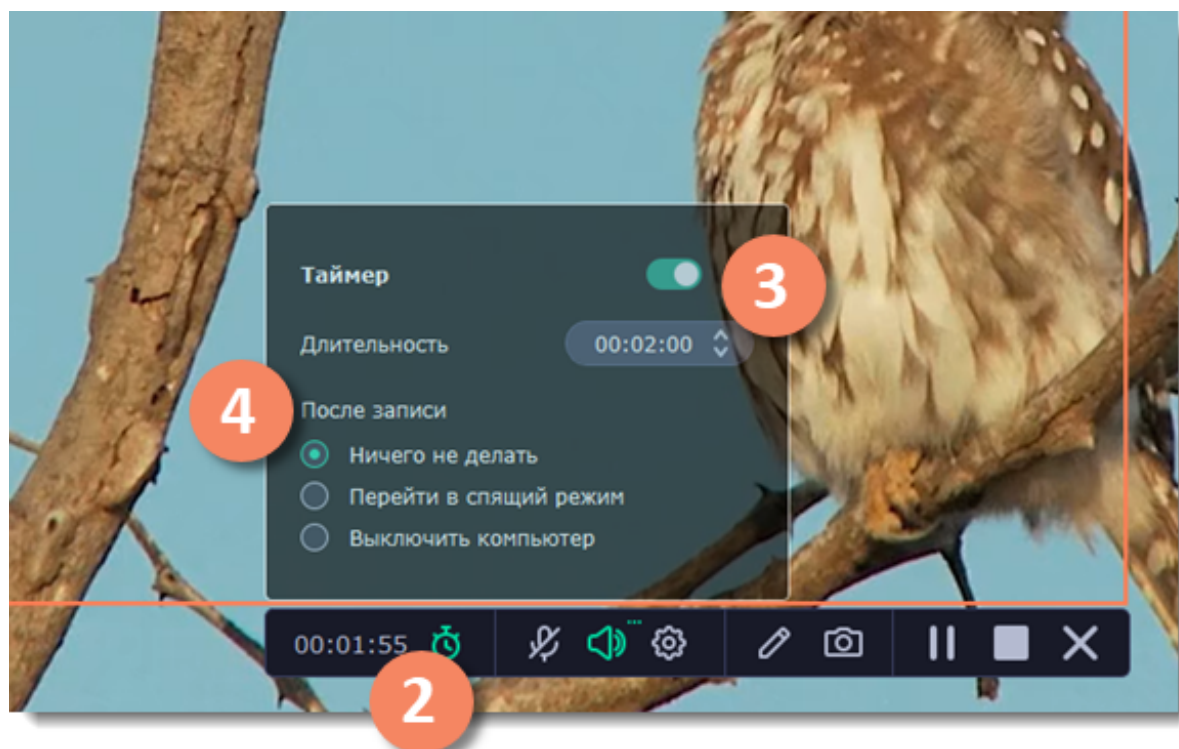 Таймер
3
Длительность
00:02:00
4
После записи
Ничего не делать
Перейти в спящий режим
Выключить компьютер
00:01:55
2